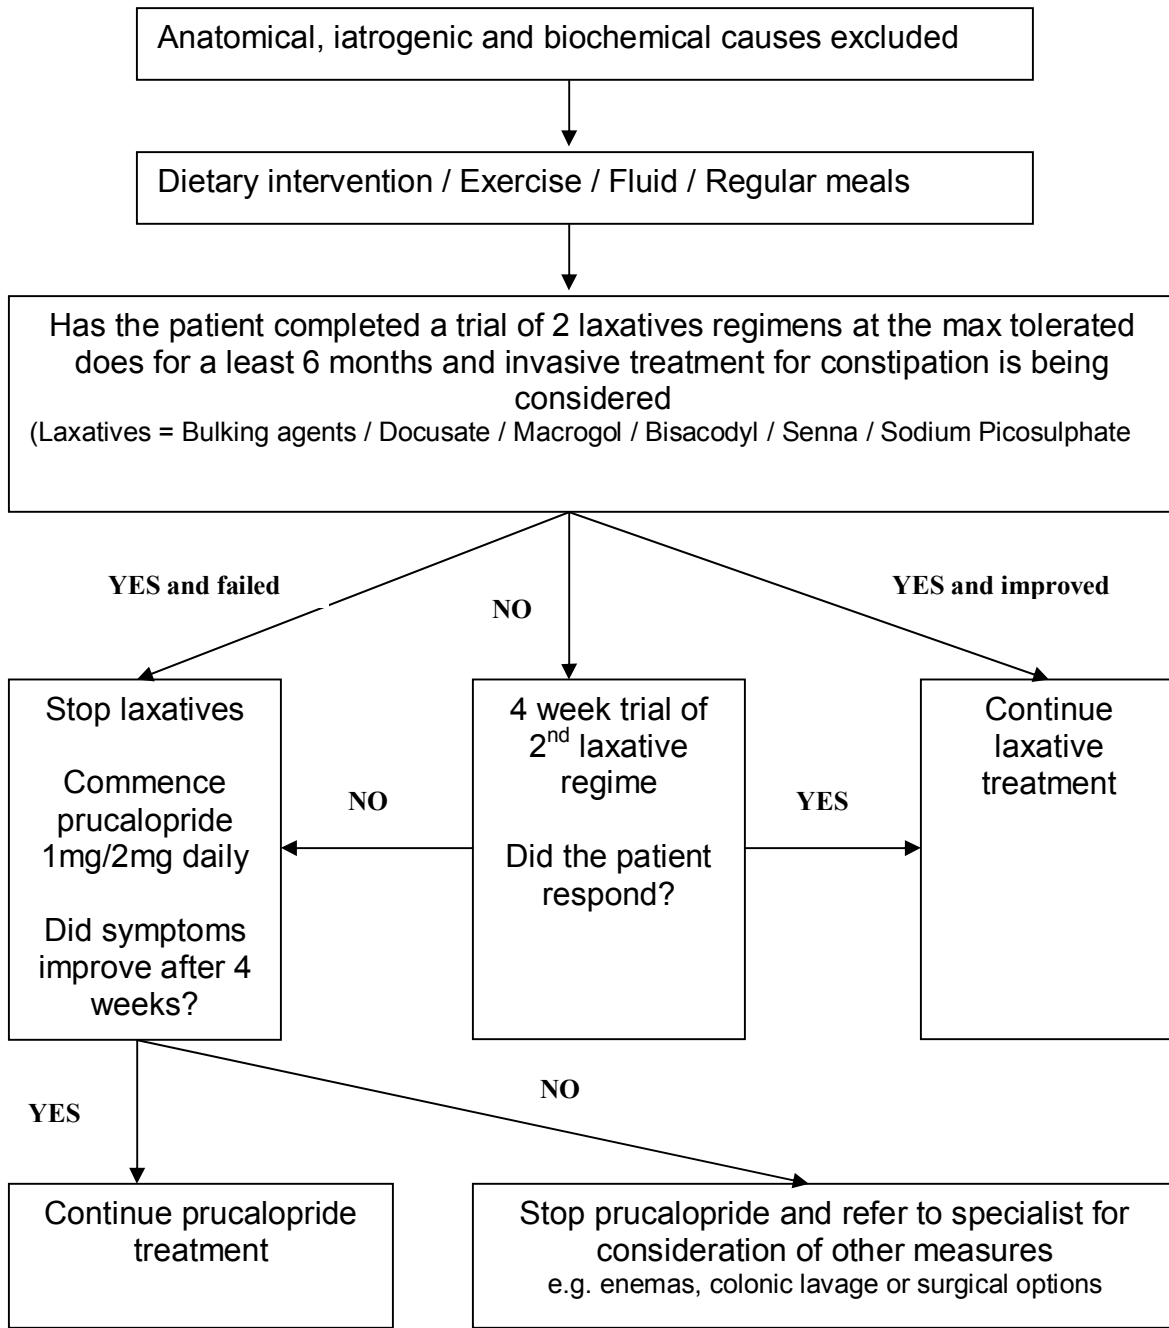 Anatomical, iatrogenic and biochemical causes excluded
Dietary intervention / Exercise / Fluid / Regular meals
Has the patient completed a trial of 2 laxatives regimens at the max tolerated
does for a least 6 months and invasive treatment for constipation is being
considered
(Laxatives = Bulking agents / Docusate / Macrogol / Bisacodyl / Senna / Sodium Picosulphate
YES and failed
NO
YES and improved
Stop laxatives
Commence
prucalopride
1mg/2mg daily
Did symptoms
improve after 4
weeks?
NO
4 week trial of
2nd laxative
regime
Did the patient
respond?
YES
Continue
laxative
treatment
YES
NO
Continue prucalopride
treatment
Stop prucalopride and refer to specialist for
consideration of other measures
e.g. enemas, colonic lavage or surgical options